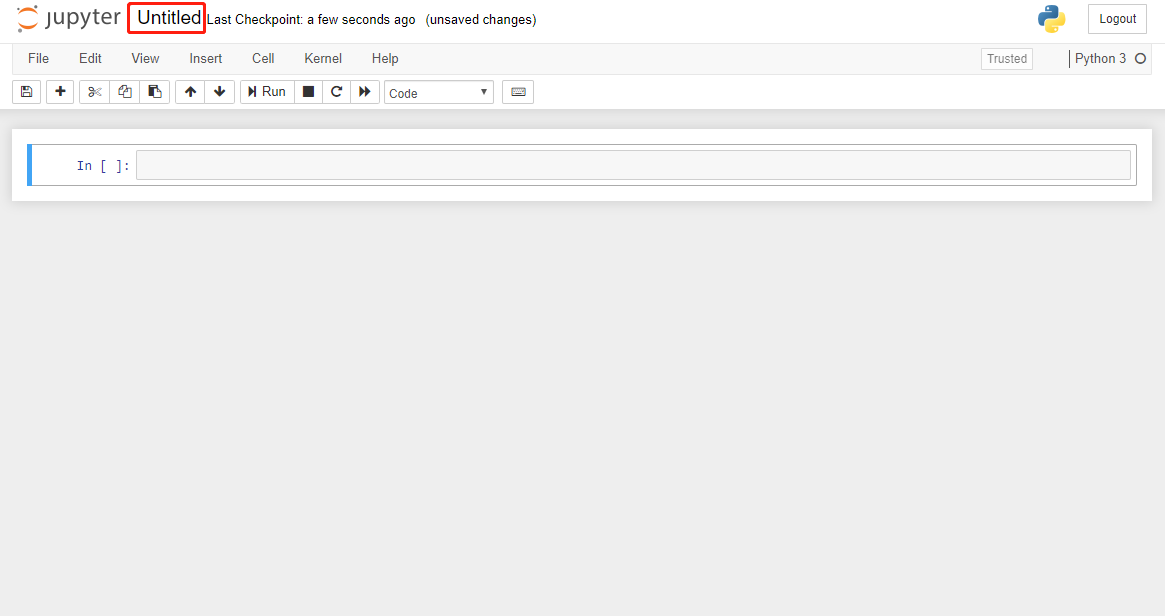 jupyter Untitled Last Checkpoint: a few seconds ago (unsaved changes) Logout
File Edit View Insert Cell Kernel Help Trusted Python 3
Run Code
In [ ]: